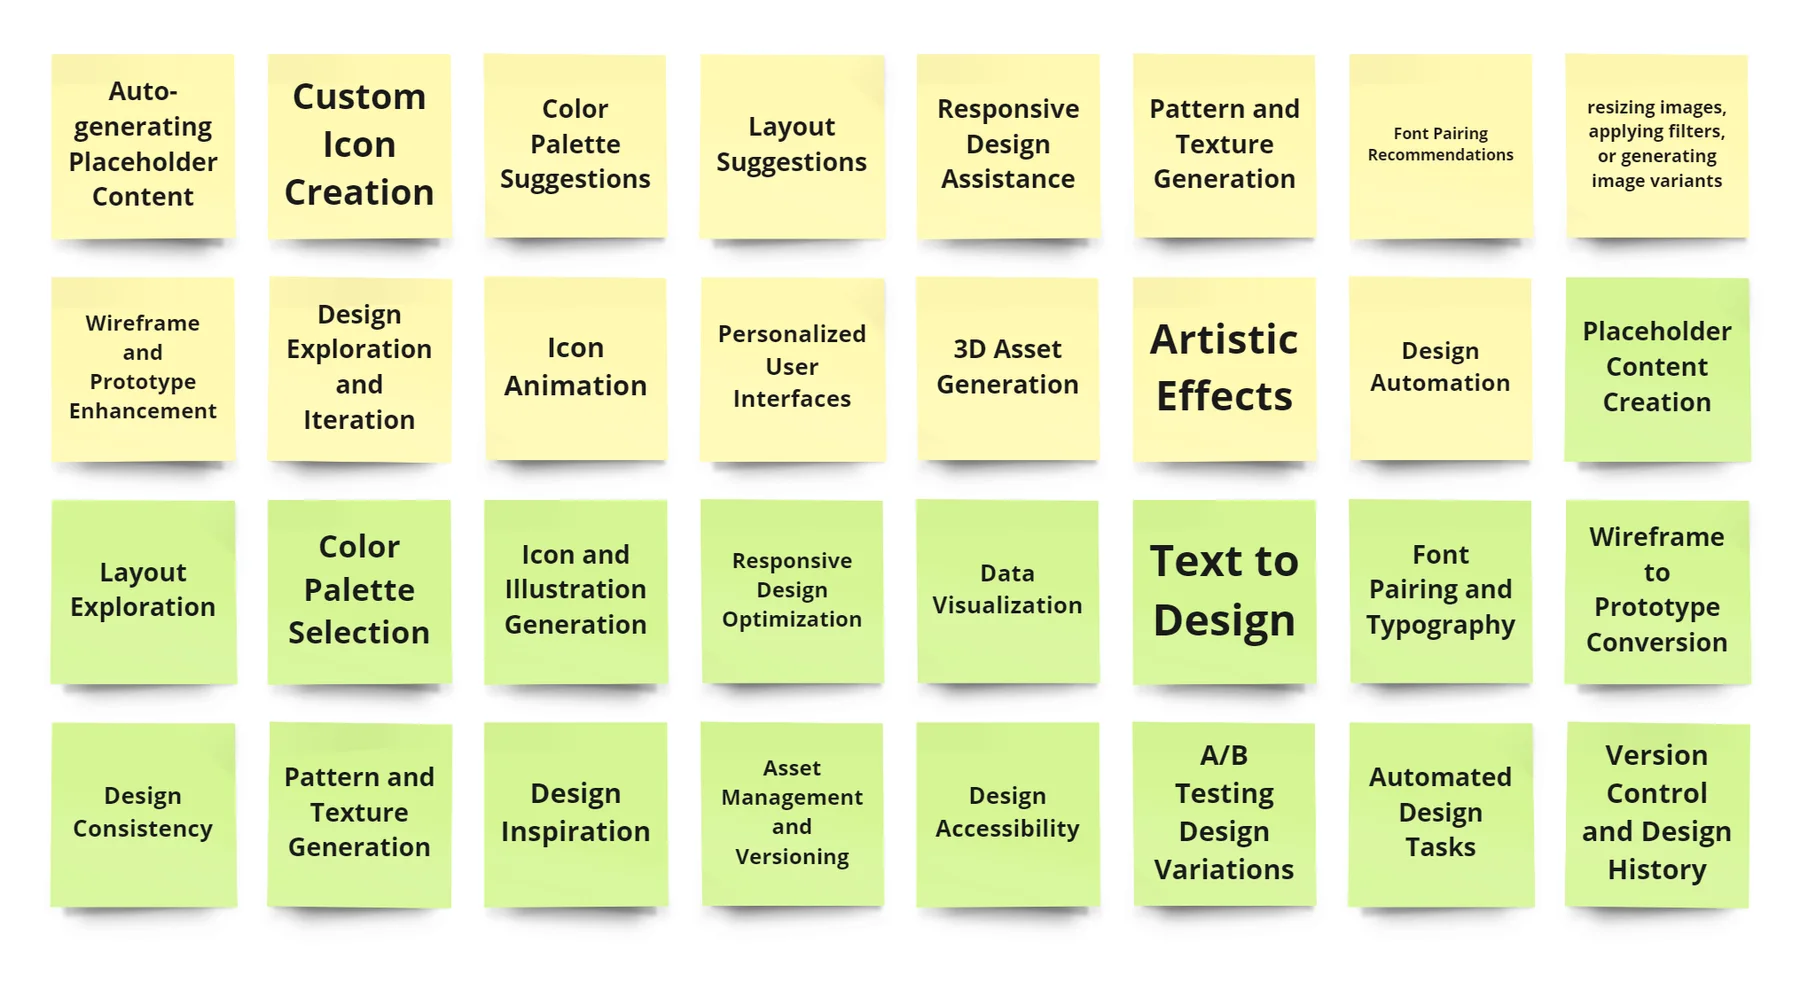 Auto-
generating
Placeholder
Content
Custom
Icon
Creation
Color
Palette
Suggestions
Layout
Suggestions
Responsive
Design
Assistance
Pattern and
Texture
Generation
Font Pairing
Recommendations
resizing images,
applying filters,
or generating
image variants
Wireframe
and
Prototype
Enhancement
Design
Exploration
and
Iteration
Icon
Animation
Personalized
User
Interfaces
3D Asset
Generation
Artistic
Effects
Design
Automation
Placeholder
Content
Creation
Layout
Exploration
Color
Palette
Selection
Icon and
Illustration
Generation
Responsive
Design
Optimization
Data
Visualization
Text to
Design
Font
Pairing and
Typography
Wireframe
to
Prototype
Conversion
Design
Consistency
Pattern and
Texture
Generation
Design
Inspiration
Asset
Management
and
Versioning
Design
Accessibility
A/B
Testing
Design
Variations
Automated
Design
Tasks
Version
Control
and Design
History